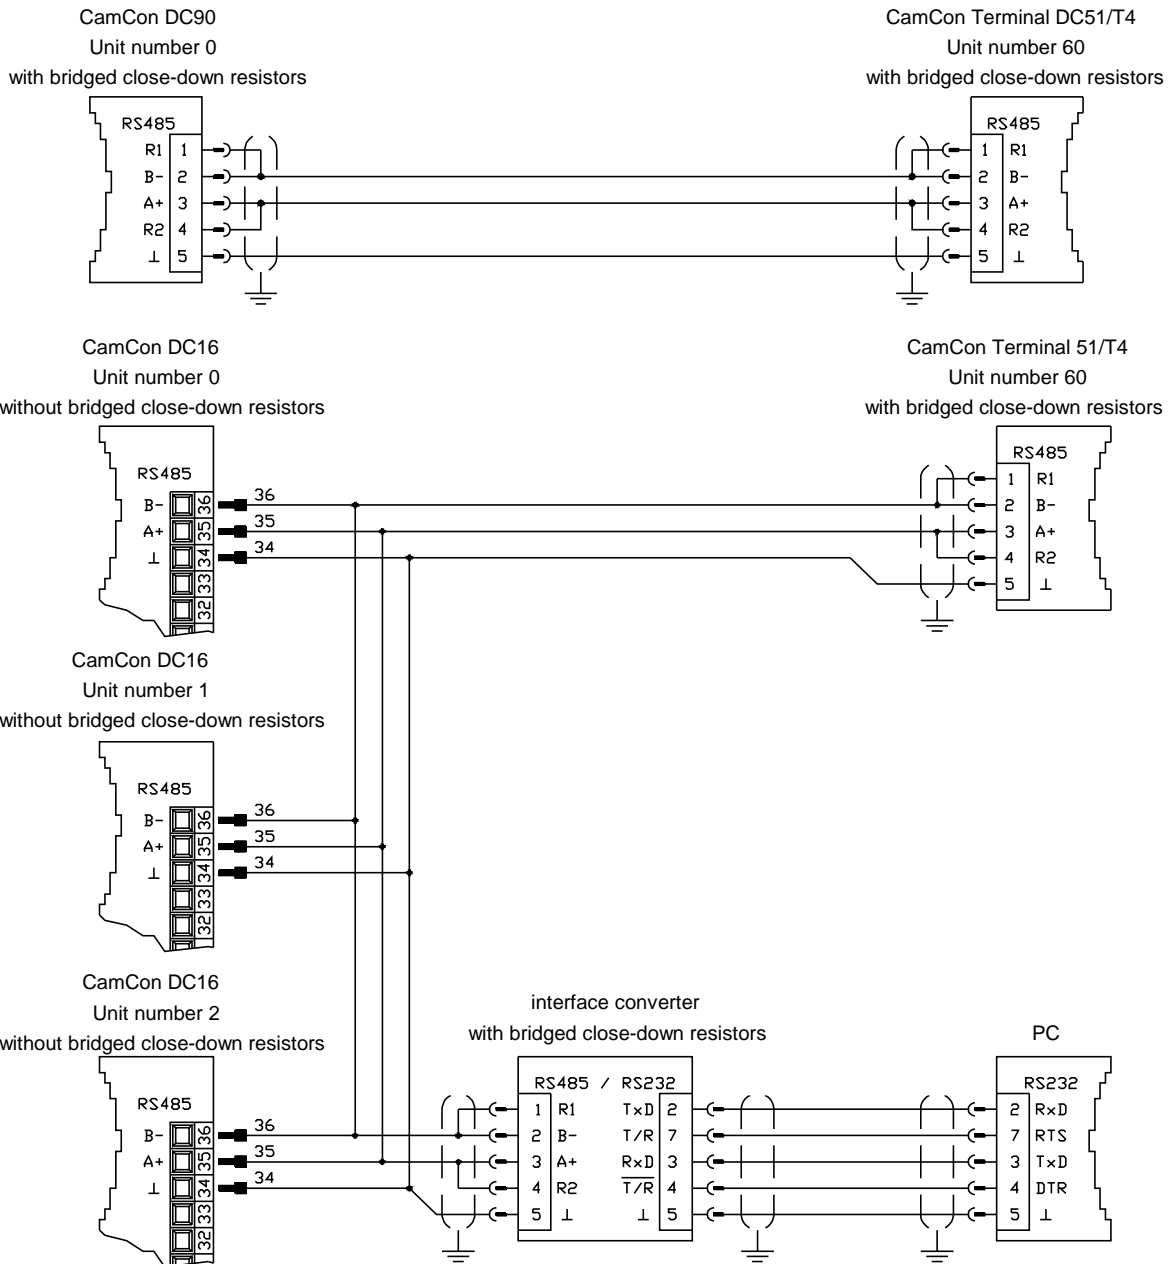 CamCon DC90
Unit number 0
with bridged close-down resistors
RS485
R1 1
B- 2
A+ 3
R2 4
⊥ 5
CamCon Terminal DC51/T4
Unit number 60
with bridged close-down resistors
RS485
1 R1
2 B-
3 A+
4 R2
5 ⊥
CamCon DC16
Unit number 0
without bridged close-down resistors
RS485
B- 36 36
A+ 35 35
⊥ 34 34
33
32
CamCon Terminal 51/T4
Unit number 60
with bridged close-down resistors
RS485
1 R1
2 B-
3 A+
4 R2
5 ⊥
CamCon DC16
Unit number 1
without bridged close-down resistors
RS485
B- 36 36
A+ 35 35
⊥ 34 34
33
32
CamCon DC16
Unit number 2
without bridged close-down resistors
RS485
B- 36 36
A+ 35 35
⊥ 34 34
33
32
interface converter
with bridged close-down resistors
RS485 / RS232
1 R1 TxD 2
2 B- T/R 7
3 A+ RxD 3
4 R2 T/R 4
5 ⊥ ⊥ 5
PC
RS232
2 RxD
7 RTS
3 TxD
4 DTR
5 ⊥